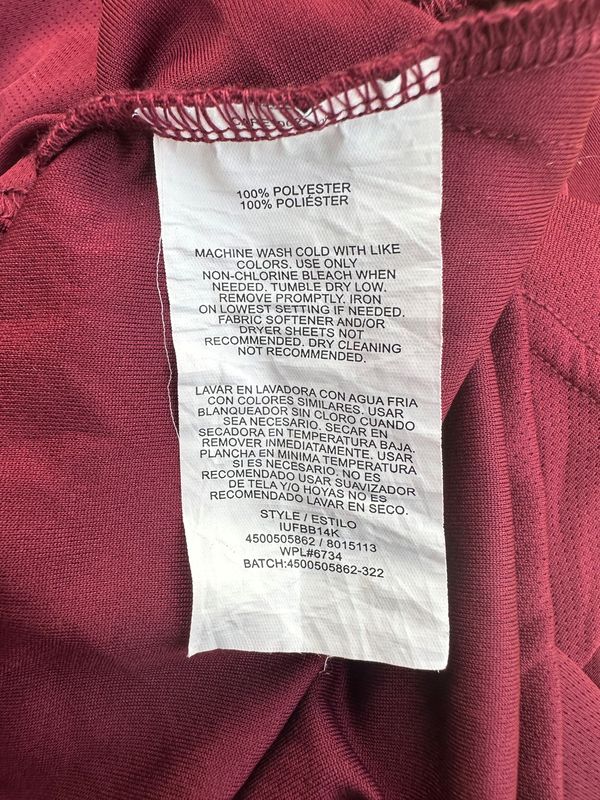 100% POLYESTER
100% POLIÉSTER
MACHINE WASH COLD WITH LIKE
COLORS. USE ONLY
NON-CHLORINE BLEACH WHEN
NEEDED. TUMBLE DRY LOW.
REMOVE PROMPTLY. IRON
ON LOWEST SETTING IF NEEDED.
FABRIC SOFTENER AND/OR
DRYER SHEETS NOT
RECOMMENDED. DRY CLEANING
NOT RECOMMENDED.
LAVAR EN LAVADORA CON AGUA FRIA
CON COLORES SIMILARES. USAR
BLANQUEADOR SIN CLORO CUANDO
SEA NECESARIO. SECAR EN
SECADORA EN TEMPERATURA BAJA.
REMOVER INMEDIATAMENTE. USAR
PLANCHA EN MINIMA TEMPERATURA
SI ES NECESARIO. NO ES
RECOMENDADO USAR SUAVIZADOR
DE TELA Y/O HOYAS NO ES
RECOMENDADO LAVAR EN SECO.
STYLE / ESTILO
IUFBB14K
4500505862 / 8015113
WPL#6734
BATCH:4500505862-322